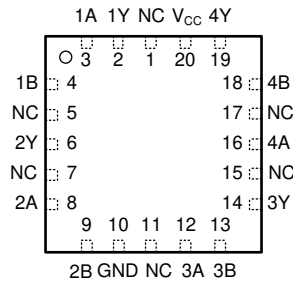 1A 1Y NC VCC 4Y
3 2 1 20 19
1B 4 18 4B
NC 5 17 NC
2Y 6 16 4A
NC 7 15 NC
2A 8 14 3Y
9 10 11 12 13
2B GND NC 3A 3B